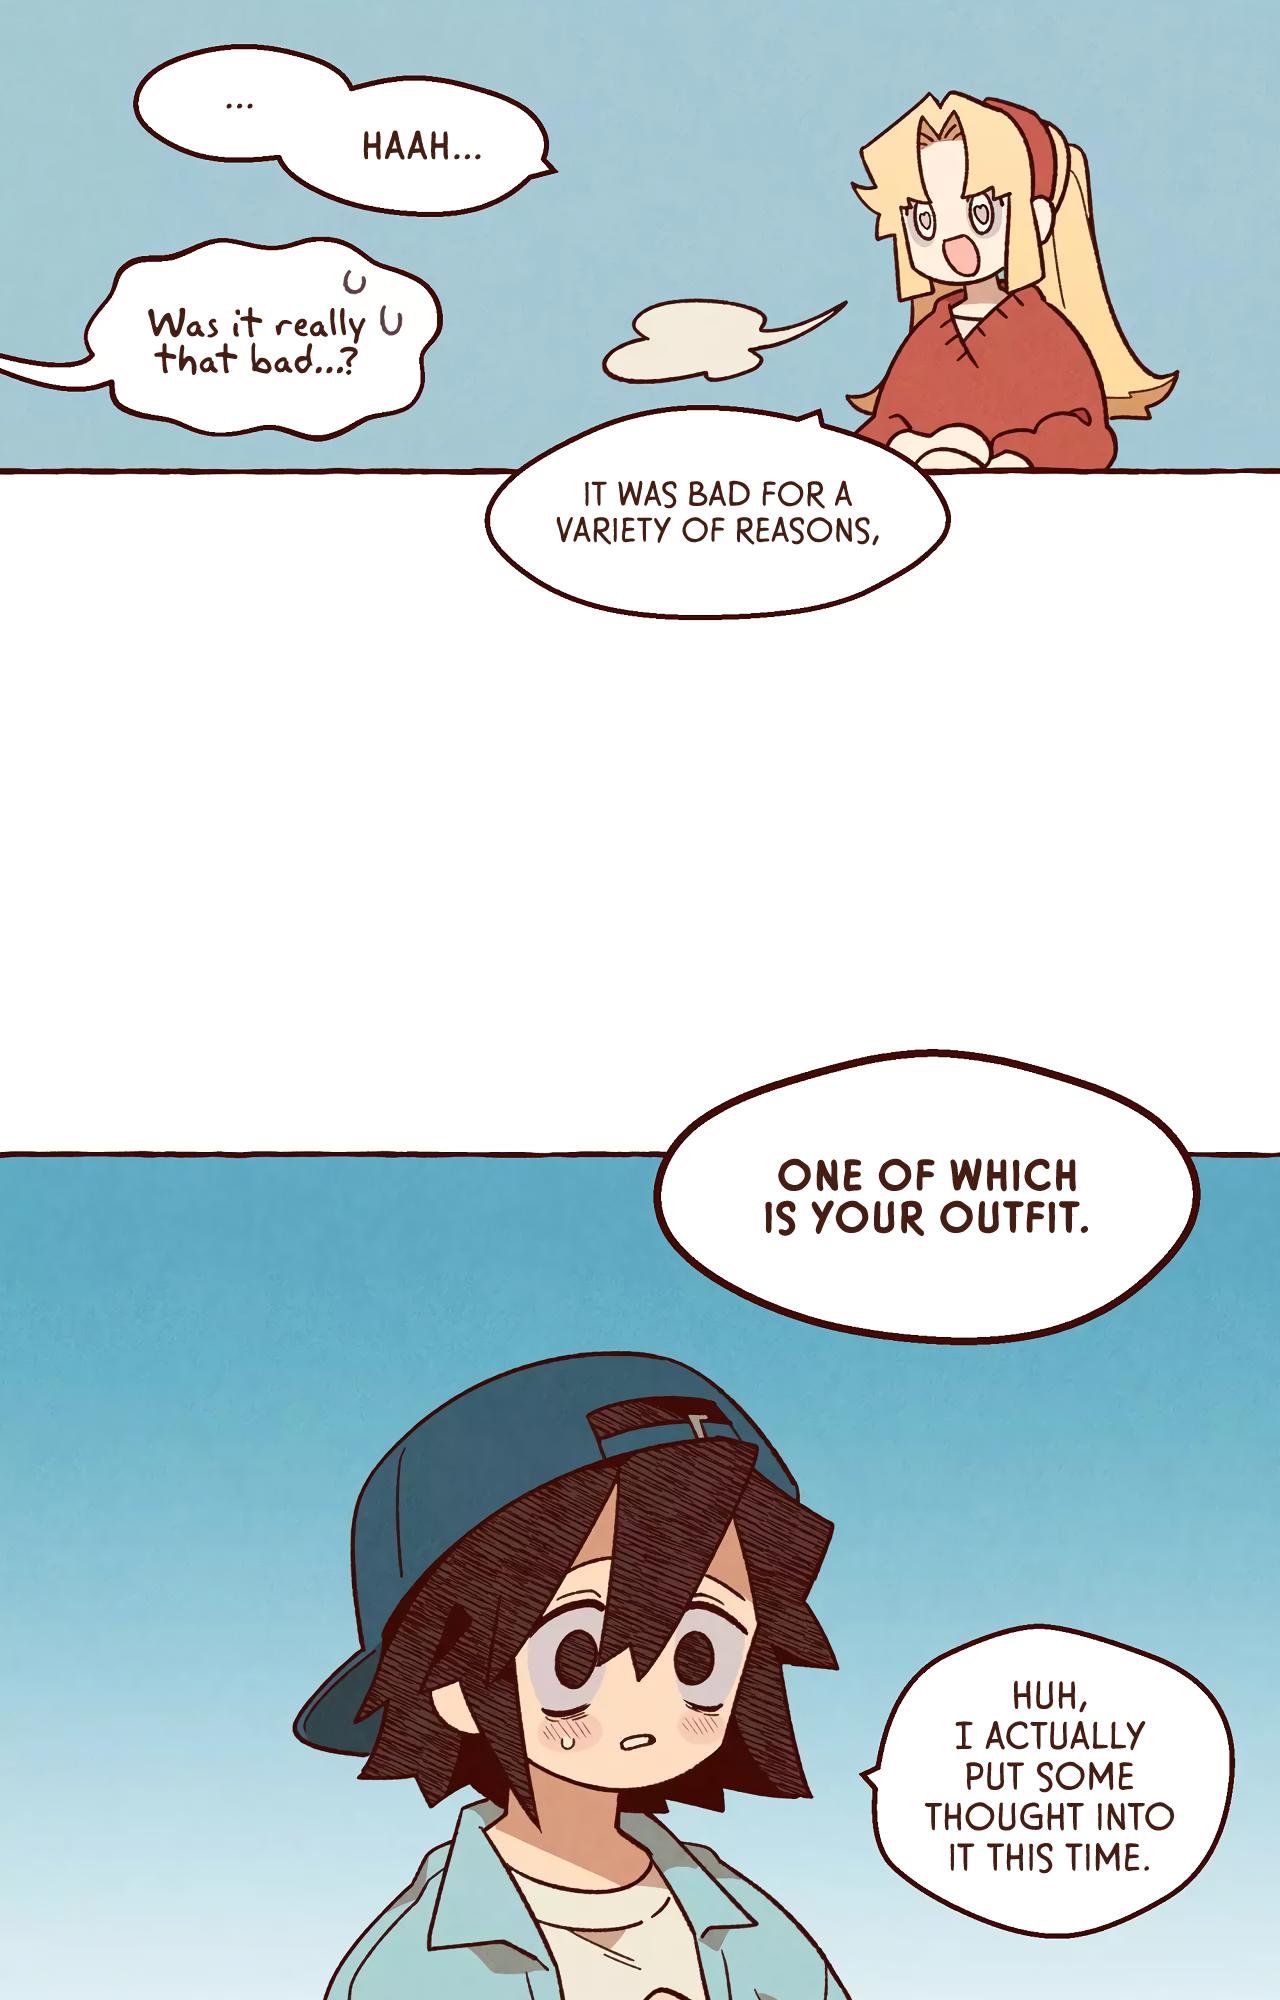 ...
HAAH...
Was it really
that bad...?
IT WAS BAD FOR A
VARIETY OF REASONS,
ONE OF WHICH
IS YOUR OUTFIT.
HUH,
I ACTUALLY
PUT SOME
THOUGHT INTO
IT THIS TIME.